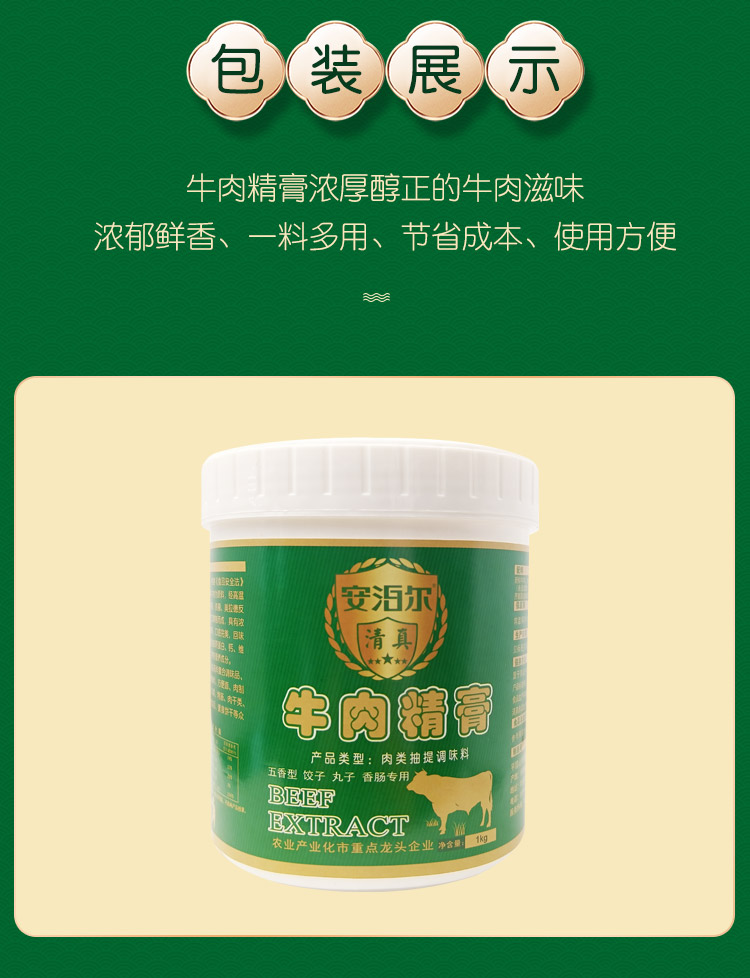 包装展示
牛肉精膏浓厚醇正的牛肉滋味
浓郁鲜香、一料多用、节省成本、使用方便
安泊尔
清真
牛肉精膏
产品类型：肉类抽提调味料
五香型 饺子 丸子 香肠专用
BEEF
EXTRACT
农业产业化市重点龙头企业
净含量:
1kg